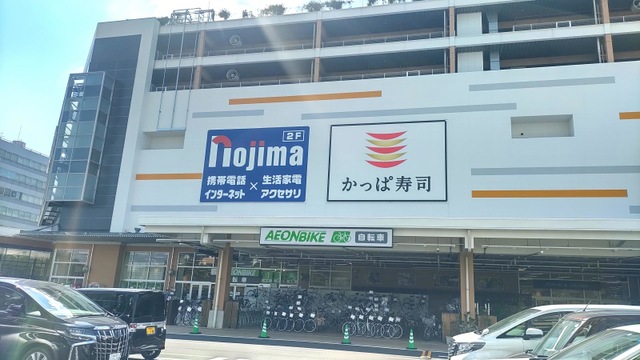 nojima
2F
携帯電話 × 生活家電
インターネット アクセサリ
かっぱ寿司
AEONBIKE 自転車
AEONBIKE